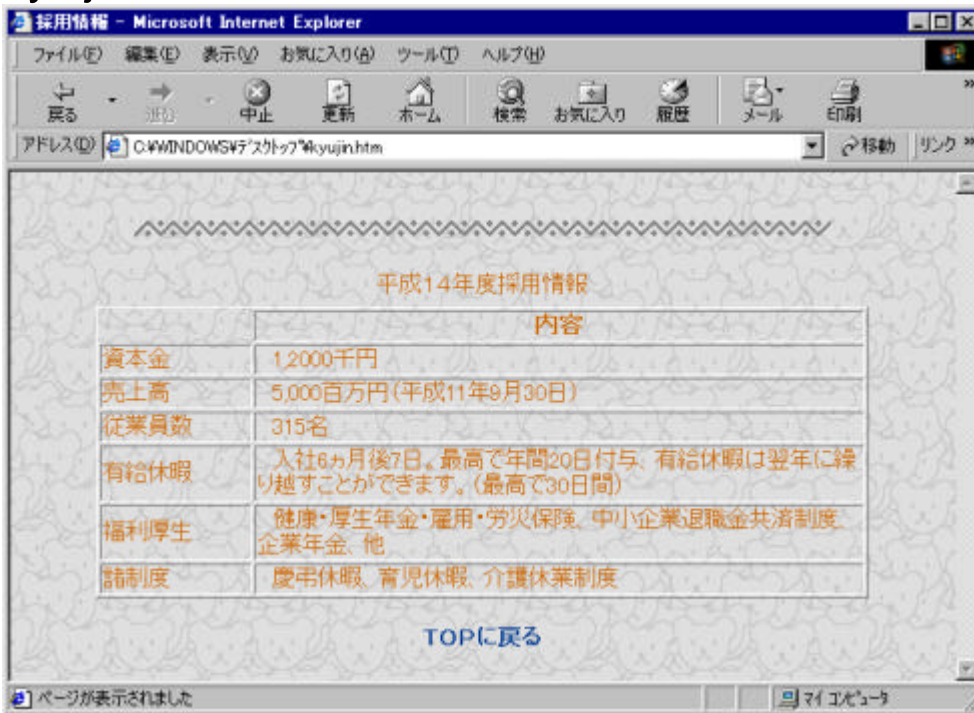 採用情報 - Microsoft Internet Explorer
ファイル(F) 編集(E) 表示(V) お気に入り(A) ツール(T) ヘルプ(H)
戻る 進む 中止 更新 ホーム 検索 お気に入り 履歴 メール 印刷 »
アドレス(D) C:¥WINDOWS¥デスクトップ¥kyujin.htm 移動 リンク »
平成14年度採用情報
内容
資本金 1,2000千円
売上高 5,000百万円(平成11年9月30日)
従業員数 315名
有給休暇 入社6ヵ月後7日。最高で年間20日付与、有給休暇は翌年に繰
り越すことができます。(最高で30日間)
福利厚生 健康・厚生年金・雇用・労災保険、中小企業退職金共済制度、
企業年金、他
諸制度 慶弔休暇、育児休暇、介護休業制度
TOPに戻る
ページが表示されました マイ コンピュータ